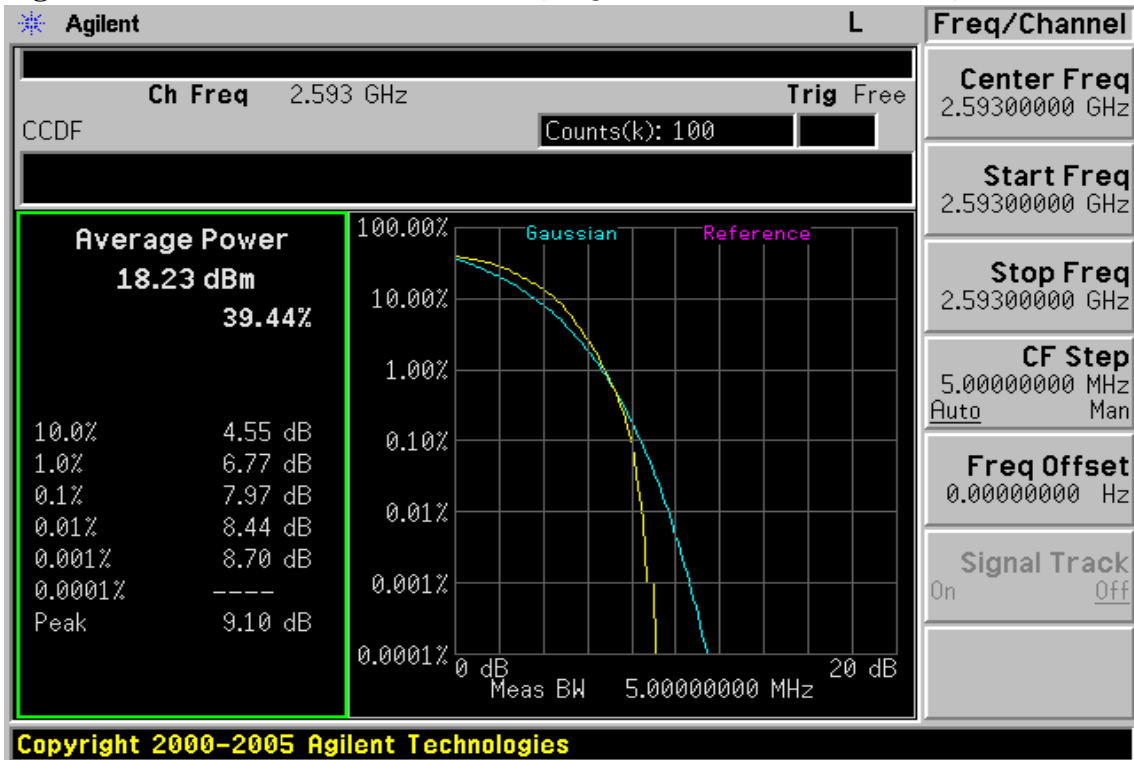 Agilent L
Ch Freq 2.593 GHz Trig Free
CCDF Counts(k): 100
Average Power
18.23 dBm
39.44%
10.0% 4.55 dB
1.0% 6.77 dB
0.1% 7.97 dB
0.01% 8.44 dB
0.001% 8.70 dB
0.0001% ----
Peak 9.10 dB
Gaussian Reference
100.00%
10.00%
1.00%
0.10%
0.01%
0.001%
0.0001%
0 dB 20 dB
Meas BW 5.00000000 MHz
Freq/Channel
Center Freq
2.59300000 GHz
Start Freq
2.59300000 GHz
Stop Freq
2.59300000 GHz
CF Step
5.00000000 MHz
Auto Man
Freq Offset
0.00000000 Hz
Signal Track
On Off
Copyright 2000-2005 Agilent Technologies